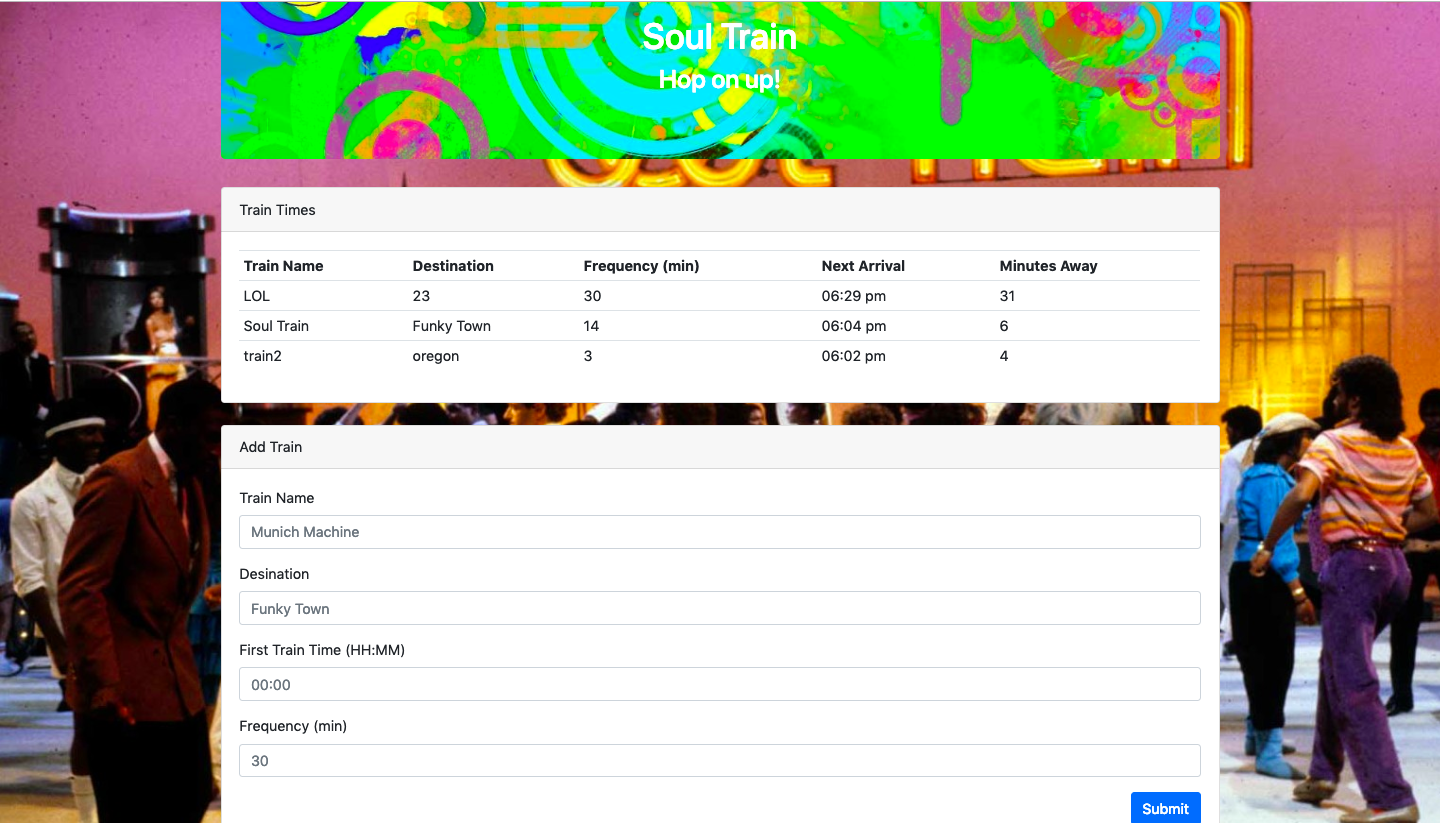 Soul Train
Hop on up!
Train Times
Train Name Destination Frequency (min) Next Arrival Minutes Away
LOL 23 30 06:29 pm 31
Soul Train Funky Town 14 06:04 pm 6
train2 oregon 3 06:02 pm 4
Add Train
Train Name
Munich Machine
Desination
Funky Town
First Train Time (HH:MM)
00:00
Frequency (min)
30
Submit